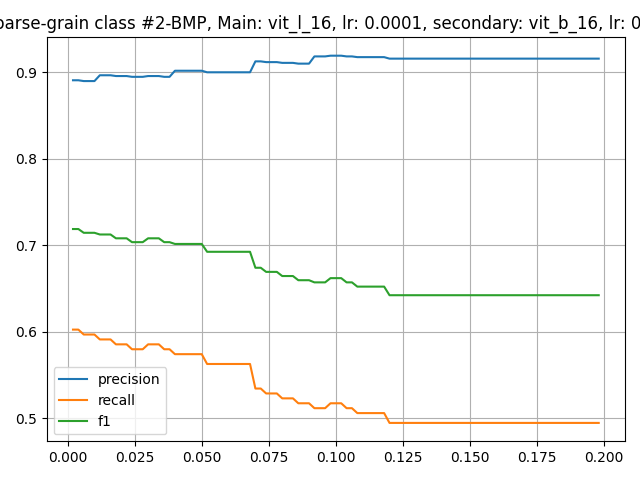 parse-grain class #2-BMP, Main: vit_l_16, lr: 0.0001, secondary: vit_b_16, lr: 0
0.9
0.8
0.7
0.6
0.5
precision
recall
f1
0.000 0.025 0.050 0.075 0.100 0.125 0.150 0.175 0.200